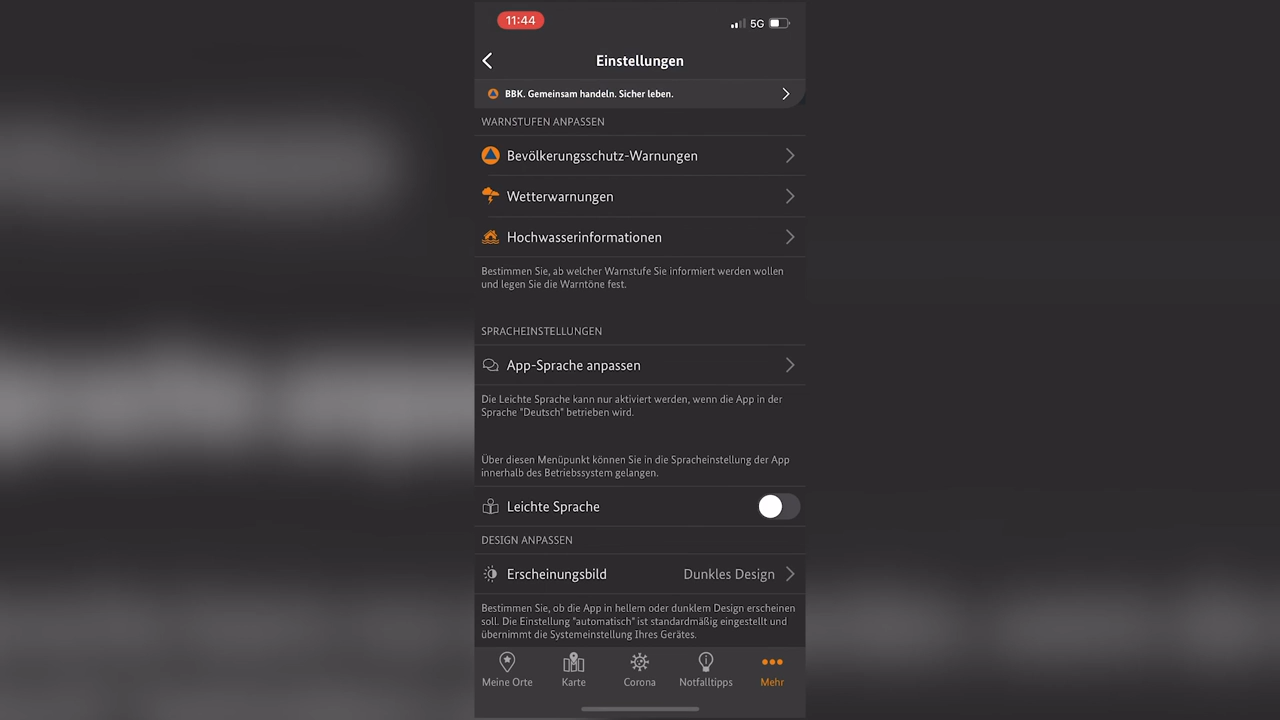 11:44
5G
Einstellungen
BBK. Gemeinsam handeln. Sicher leben.
WARNSTUFEN ANPASSEN
Bevölkerungsschutz-Warnungen
Wetterwarnungen
Hochwasserinformationen
Bestimmen Sie, ab welcher Warnstufe Sie informiert werden wollen
und legen Sie die Warntöne fest.
SPRACHEINSTELLUNGEN
App-Sprache anpassen
Die Leichte Sprache kann nur aktiviert werden, wenn die App in der
Sprache "Deutsch" betrieben wird.
Über diesen Menüpunkt können Sie in die Spracheinstellung der App
innerhalb des Betriebssystem gelangen.
Leichte Sprache
DESIGN ANPASSEN
Erscheinungsbild Dunkles Design
Bestimmen Sie, ob die App in hellem oder dunklem Design erscheinen
soll. Die Einstellung "automatisch" ist standardmäßig eingestellt und
übernimmt die Systemeinstellung Ihres Gerätes.
Meine Orte Karte Corona Notfalltipps Mehr